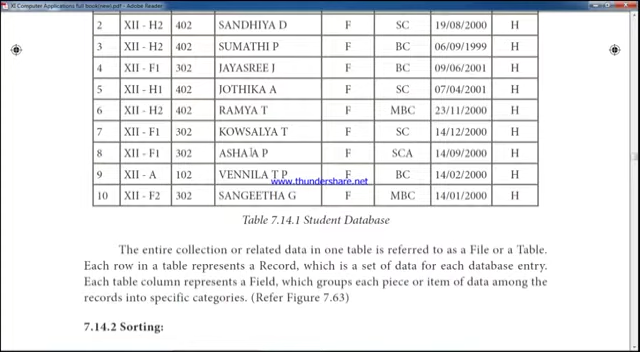 XI Computer Applications full book(new).pdf - Adobe Reader
2 XII - H2 402 SANDHIYA D F SC 19/08/2000 H
3 XII - H2 402 SUMATHI P F BC 06/09/1999 H
4 XII - F1 302 JAYASREE J F BC 09/06/2001 H
5 XII - H1 402 JOTHIKA A F SC 07/04/2001 H
6 XII - H2 402 RAMYA T F MBC 23/11/2000 H
7 XII - F1 302 KOWSALYA T F SC 14/12/2000 H
8 XII - F1 302 ASHA A P F SCA 14/09/2000 H
9 XII - A 102 VENNILA T P F BC 14/02/2000 H
www.thundershare.net
10 XII - F2 302 SANGEETHA G F MBC 14/01/2000 H
Table 7.14.1 Student Database
The entire collection or related data in one table is referred to as a File or a Table.
Each row in a table represents a Record, which is a set of data for each database entry.
Each table column represents a Field, which groups each piece or item of data among the
records into specific categories. (Refer Figure 7.63)
7.14.2 Sorting: